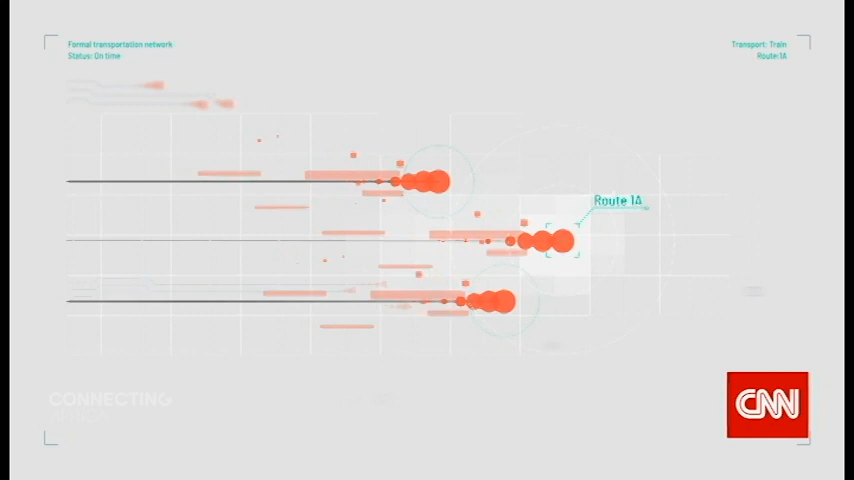 Formal transportation network
Status: On time
Transport: Train
Route:1A
Route 1A
CONNECTING
CNN